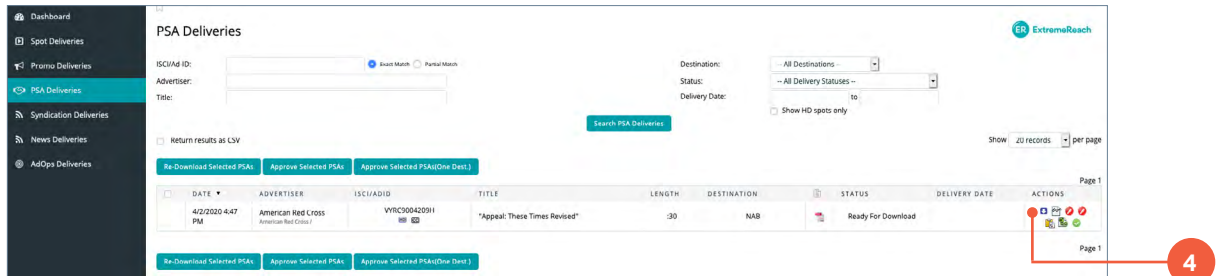 Dashboard
Spot Deliveries
Promo Deliveries
PSA Deliveries
Syndication Deliveries
News Deliveries
AdOps Deliveries
PSA Deliveries
ER ExtremeReach
ISCI/Ad ID:
Exact Match
Partial Match
Advertiser:
Title:
Destination:
-- All Destinations --
Status:
-- All Delivery Statuses --
Delivery Date:
to
Show HD spots only
Search PSA Deliveries
Return results as CSV
Show 20 records per page
Re-Download Selected PSAs
Approve Selected PSAs
Approve Selected PSAs(One Dest.)
Page 1
DATE ▼ ADVERTISER ISCI/ADID TITLE LENGTH DESTINATION STATUS DELIVERY DATE ACTIONS
4/2/2020 4:47 PM
American Red Cross
American Red Cross /
VYRC9004209H
"Appeal: These Times Revised"
:30
NAB
Ready For Download
Page 1
Re-Download Selected PSAs
Approve Selected PSAs
Approve Selected PSAs(One Dest.)
4